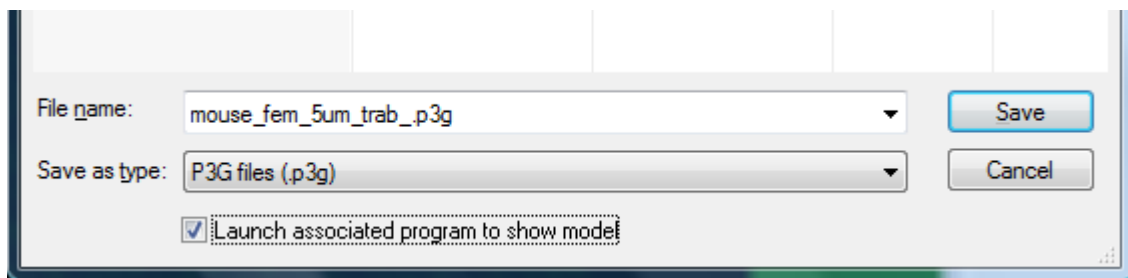 File name: mouse_fem_5um_trab_.p3g Save
Save as type: P3G files (.p3g) Cancel
Launch associated program to show model